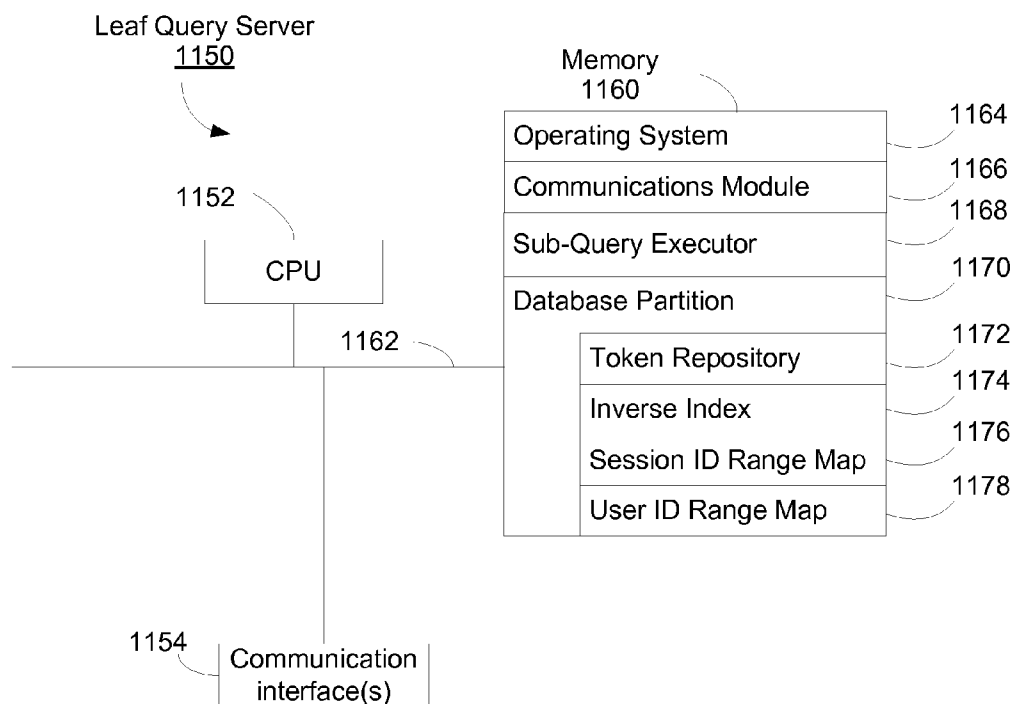 Leaf Query Server
1150
Memory
1160
1164
Operating System
1166
Communications Module
1168
Sub-Query Executor
1170
Database Partition
1172
Token Repository
1174
Inverse Index
1176
Session ID Range Map
1178
User ID Range Map
1152
CPU
1162
1154
Communication
interface(s)